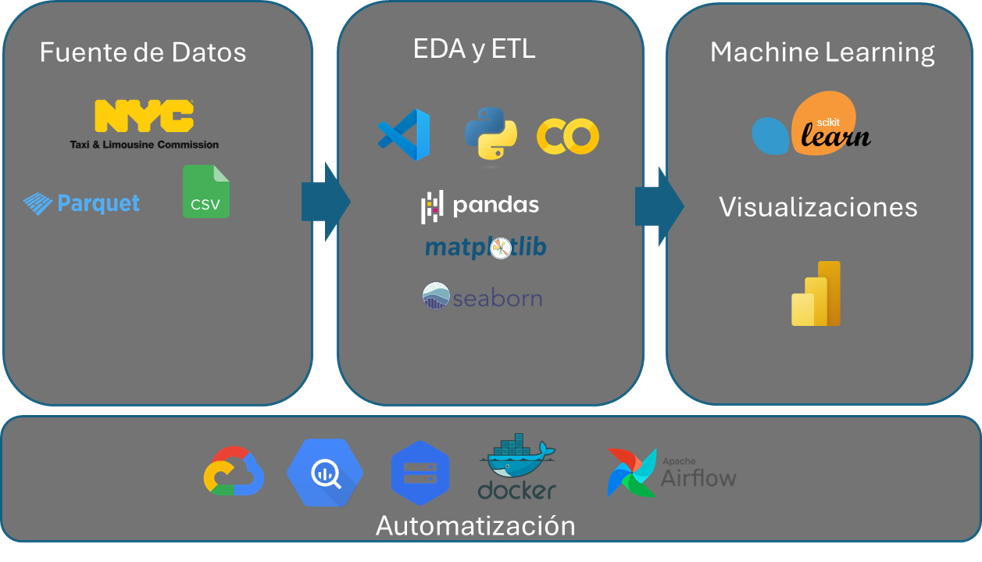 Fuente de Datos
NYC
Taxi & Limousine Commission
Parquet
CSV
EDA y ETL
pandas
matplotlib
seaborn
Machine Learning
scikit
learn
Visualizaciones
docker
Apache
Airflow
Automatización